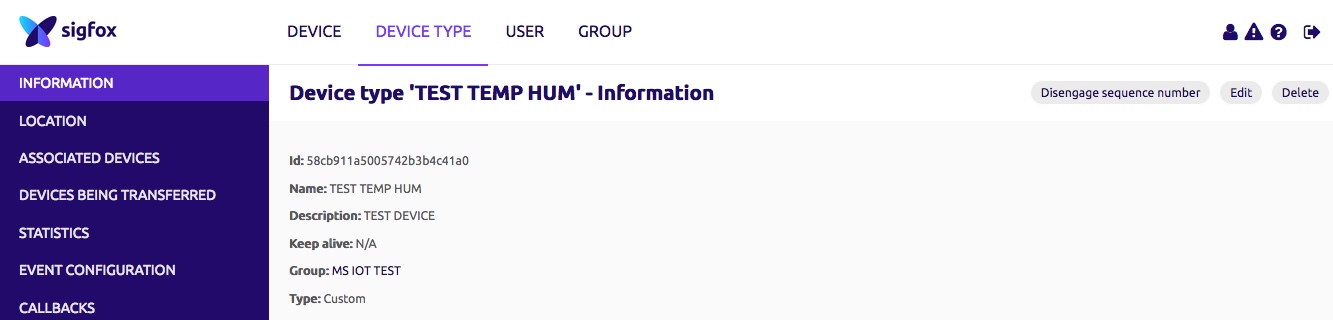 sigfox
DEVICE DEVICE TYPE USER GROUP
INFORMATION
LOCATION
ASSOCIATED DEVICES
DEVICES BEING TRANSFERRED
STATISTICS
EVENT CONFIGURATION
CALLBACKS
Device type 'TEST TEMP HUM' - Information
Disengage sequence number Edit Delete
Id: 58cb911a5005742b3b4c41a0
Name: TEST TEMP HUM
Description: TEST DEVICE
Keep alive: N/A
Group: MS IOT TEST
Type: Custom